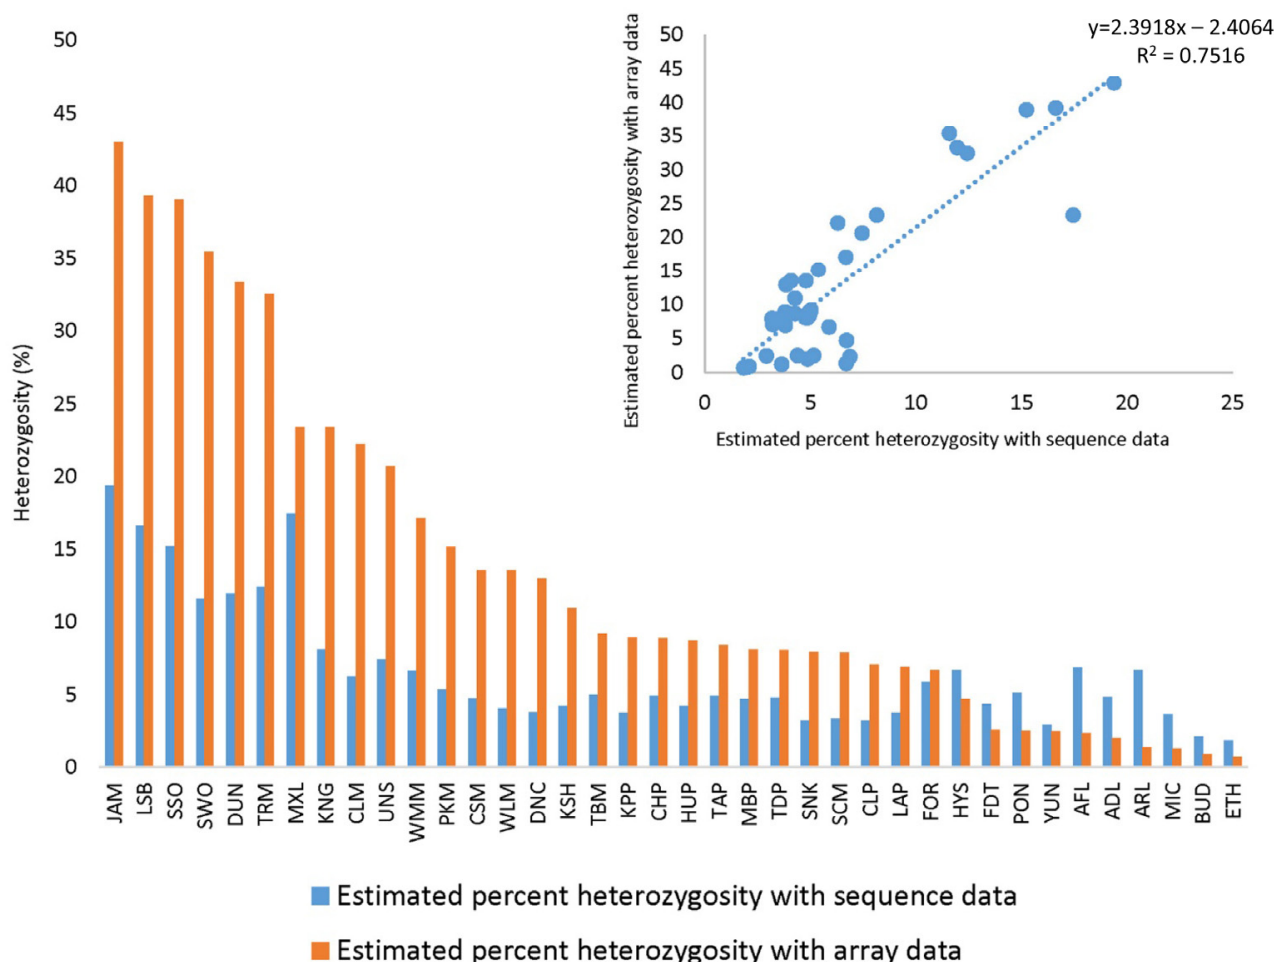 y=2.3918x – 2.4064
R² = 0.7516
Estimated percent heterozygosity with array data
50
45
40
35
30
25
20
15
10
5
0
0 5 10 15 20 25
Estimated percent heterozygosity with sequence data
Heterozygosity (%)
50
45
40
35
30
25
20
15
10
5
0
JAM LSB SSO SWO DUN TRM MXL KNG CLM UNS WMM PKM CSM WLM DNC KSH TBM KPP CHP HUP TAP MBP TDP SNK SCM CLP LAP FOR HYS FDT PON YUN AFL ADL ARL MIC BUD ETH
Estimated percent heterozygosity with sequence data
Estimated percent heterozygosity with array data